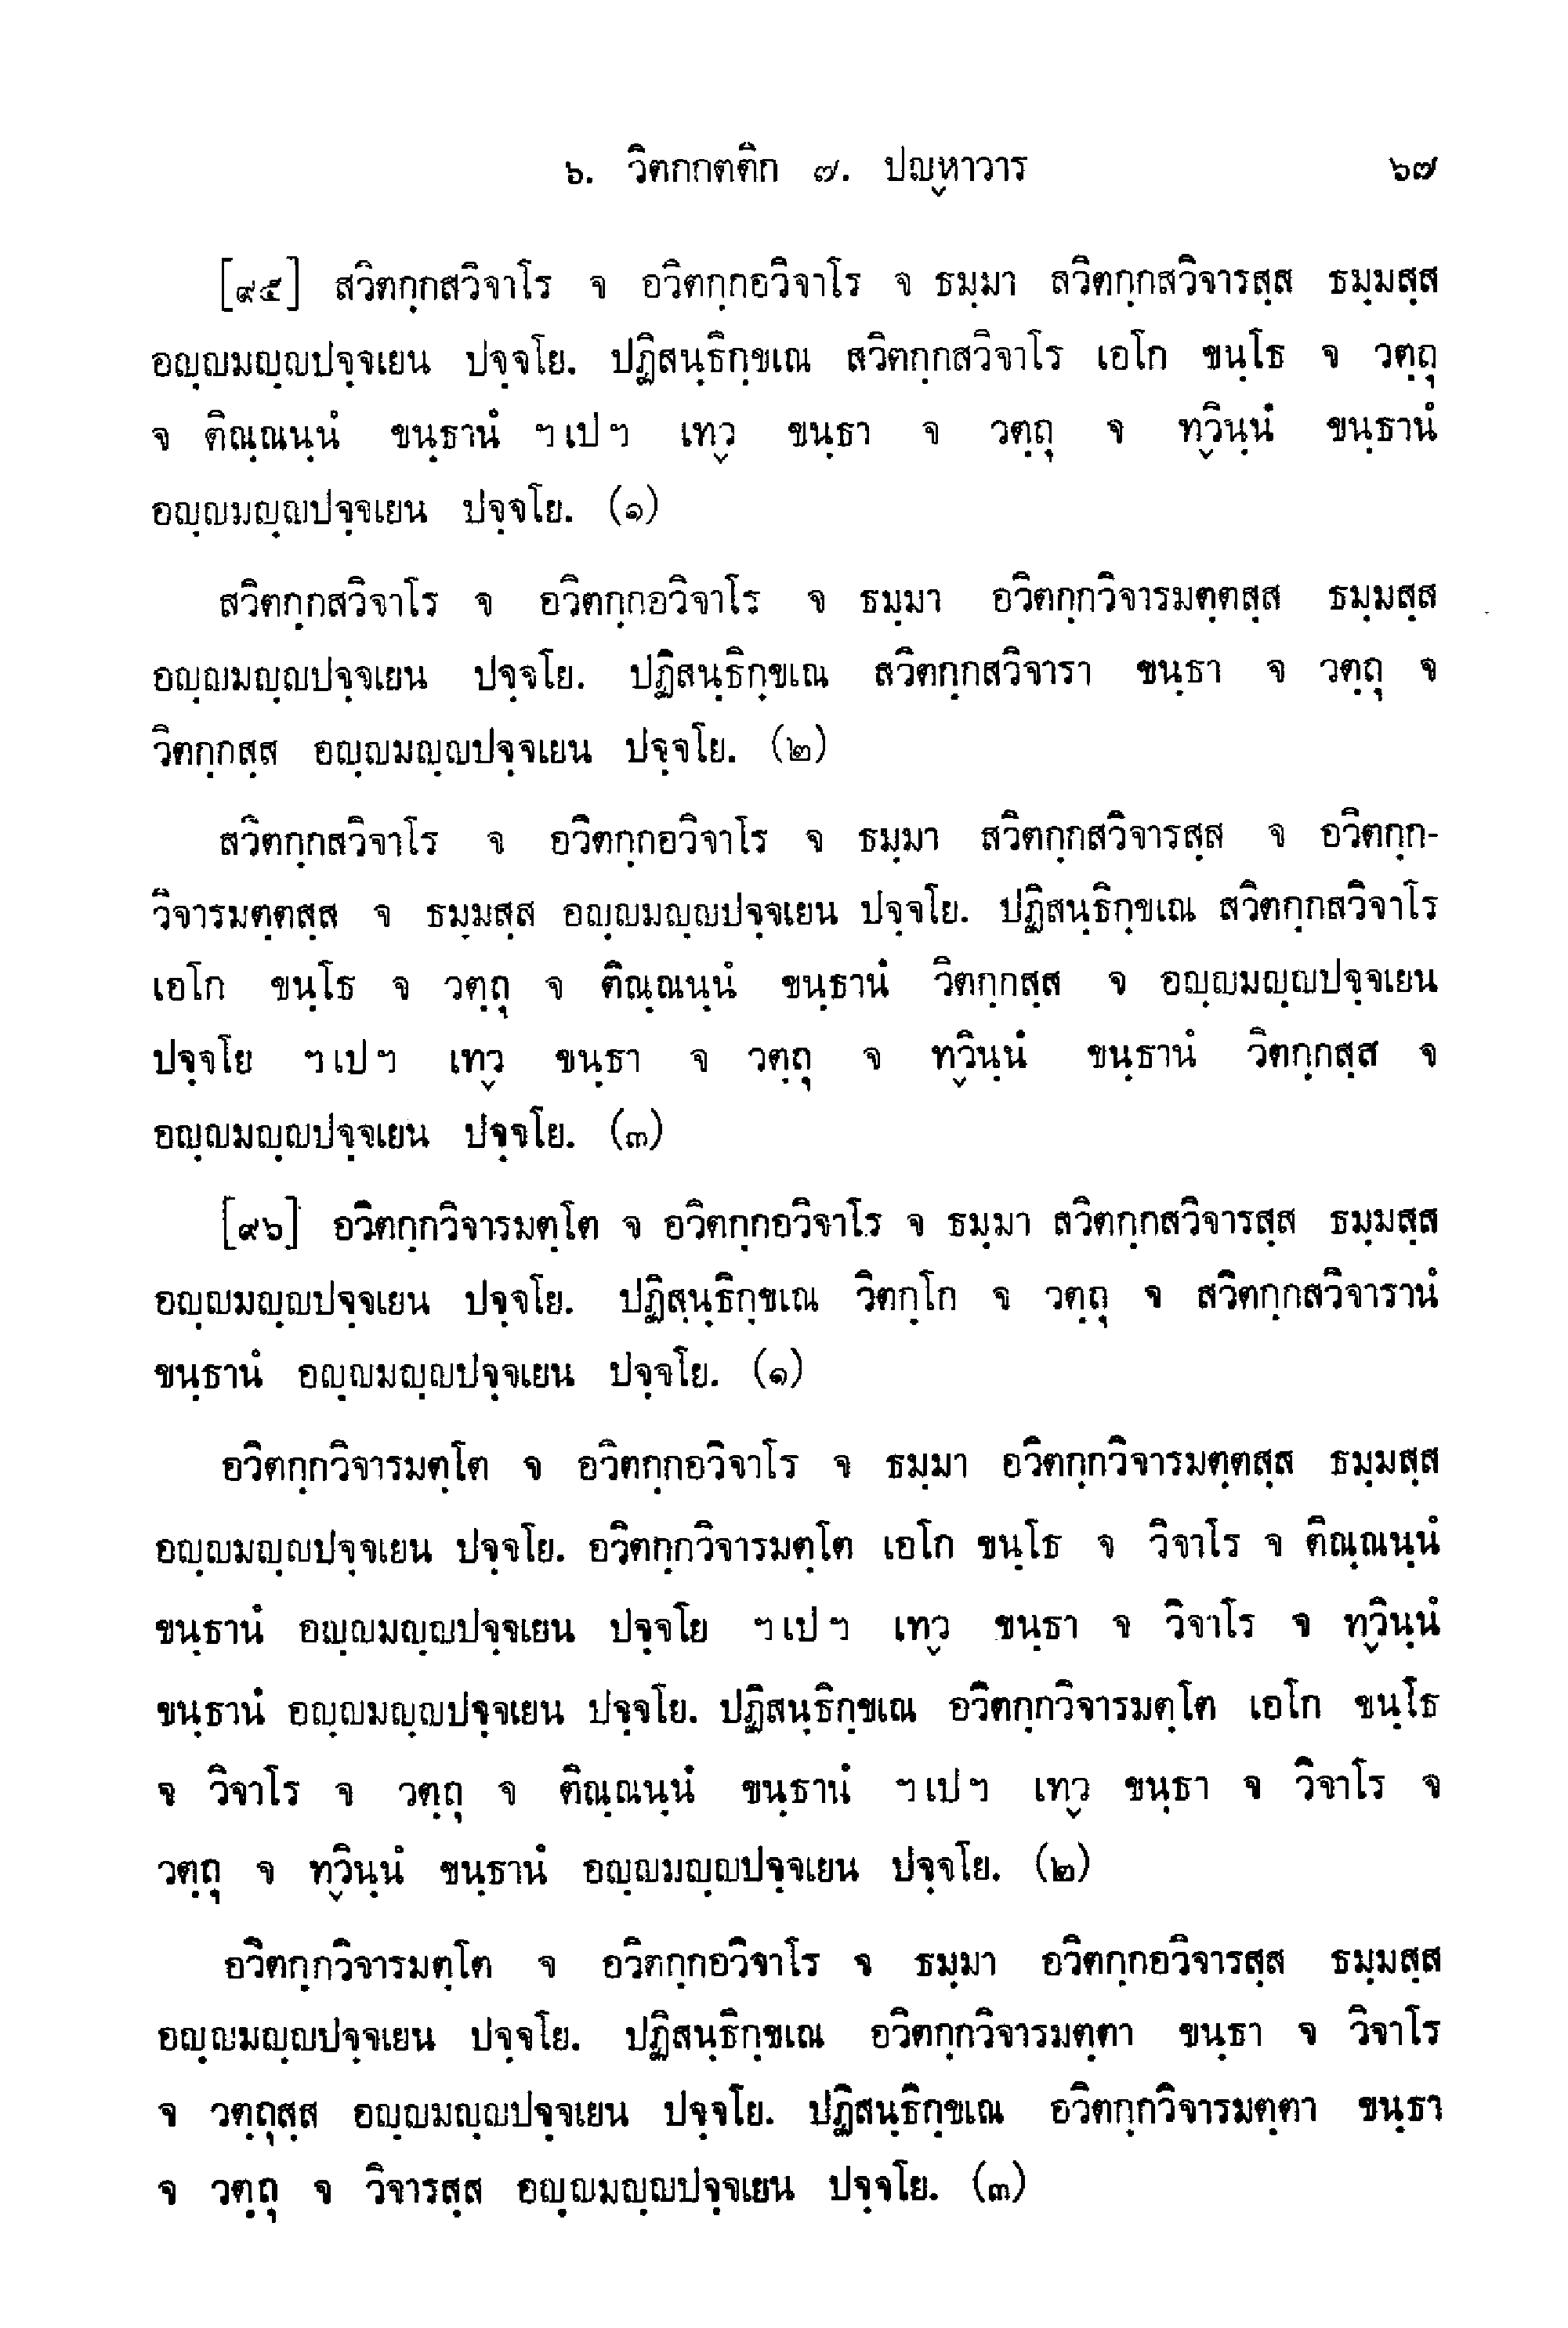 ๖. วิตกกตติก ๗. ปญฺหาวาร ๖๗
[๙๕] สวิตกฺกสวิจาโร จ อวิตกฺกอวิจาโร จ ธมฺมา สวิตกฺกสวิจารสฺส ธมฺมสฺส
อญฺญมญฺญปจฺจเยน ปจฺจโย. ปฏิสนฺธิกฺขเณ สวิตกฺกสวิจาโร เอโก ขนฺโธ จ วตฺถุ
จ ติณฺณนฺนํ ขนฺธานํ ฯเปฯ เทฺว ขนฺธา จ วตฺถุ จ ทฺวินฺนํ ขนฺธานํ
อญฺญมญฺญปจฺจเยน ปจฺจโย. (๑)
สวิตกฺกสวิจาโร จ อวิตกฺกอวิจาโร จ ธมฺมา อวิตกฺกวิจารมตฺตสฺส ธมฺมสฺส
อญฺญมญฺญปจฺจเยน ปจฺจโย. ปฏิสนฺธิกฺขเณ สวิตกฺกสวิจารา ขนฺธา จ วตฺถุ จ
วิตกฺกสฺส อญฺญมญฺญปจฺจเยน ปจฺจโย. (๒)
สวิตกฺกสวิจาโร จ อวิตกฺกอวิจาโร จ ธมฺมา สวิตกฺกสวิจารสฺส จ อวิตกฺก-
วิจารมตฺตสฺส จ ธมฺมสฺส อญฺญมญฺญปจฺจเยน ปจฺจโย. ปฏิสนฺธิกฺขเณ สวิตกฺกสวิจาโร
เอโก ขนฺโธ จ วตฺถุ จ ติณฺณนฺนํ ขนฺธานํ วิตกฺกสฺส จ อญฺญมญฺญปจฺจเยน
ปจฺจโย ฯเปฯ เทฺว ขนฺธา จ วตฺถุ จ ทฺวินฺนํ ขนฺธานํ วิตกฺกสฺส จ
อญฺญมญฺญปจฺจเยน ปจฺจโย. (๓)
[๙๖] อวิตกฺกวิจารมตฺโต จ อวิตกฺกอวิจาโร จ ธมฺมา สวิตกฺกสวิจารสฺส ธมฺมสฺส
อญฺญมญฺญปจฺจเยน ปจฺจโย. ปฏิสนฺธิกฺขเณ วิตกฺโก จ วตฺถุ จ สวิตกฺกสวิจารานํ
ขนฺธานํ อญฺญมญฺญปจฺจเยน ปจฺจโย. (๑)
อวิตกฺกวิจารมตฺโต จ อวิตกฺกอวิจาโร จ ธมฺมา อวิตกฺกวิจารมตฺตสฺส ธมฺมสฺส
อญฺญมญฺญปจฺจเยน ปจฺจโย. อวิตกฺกวิจารมตฺโต เอโก ขนฺโธ จ วิจาโร จ ติณฺณนฺนํ
ขนฺธานํ อญฺญมญฺญปจฺจเยน ปจฺจโย ฯเปฯ เทฺว ขนฺธา จ วิจาโร จ ทฺวินฺนํ
ขนฺธานํ อญฺญมญฺญปจฺจเยน ปจฺจโย. ปฏิสนฺธิกฺขเณ อวิตกฺกวิจารมตฺโต เอโก ขนฺโธ
จ วิจาโร จ วตฺถุ จ ติณฺณนฺนํ ขนฺธานํ ฯเปฯ เทฺว ขนฺธา จ วิจาโร จ
วตฺถุ จ ทฺวินฺนํ ขนฺธานํ อญฺญมญฺญปจฺจเยน ปจฺจโย. (๒)
อวิตกฺกวิจารมตฺโต จ อวิตกฺกอวิจาโร จ ธมฺมา อวิตกฺกอวิจารสฺส ธมฺมสฺส
อญฺญมญฺญปจฺจเยน ปจฺจโย. ปฏิสนฺธิกฺขเณ อวิตกฺกวิจารมตฺตา ขนฺธา จ วิจาโร
จ วตฺถุสฺส อญฺญมญฺญปจฺจเยน ปจฺจโย. ปฏิสนฺธิกฺขเณ อวิตกฺกวิจารมตฺตา ขนฺธา
จ วตฺถุ จ วิจารสฺส อญฺญมญฺญปจฺจเยน ปจฺจโย. (๓)